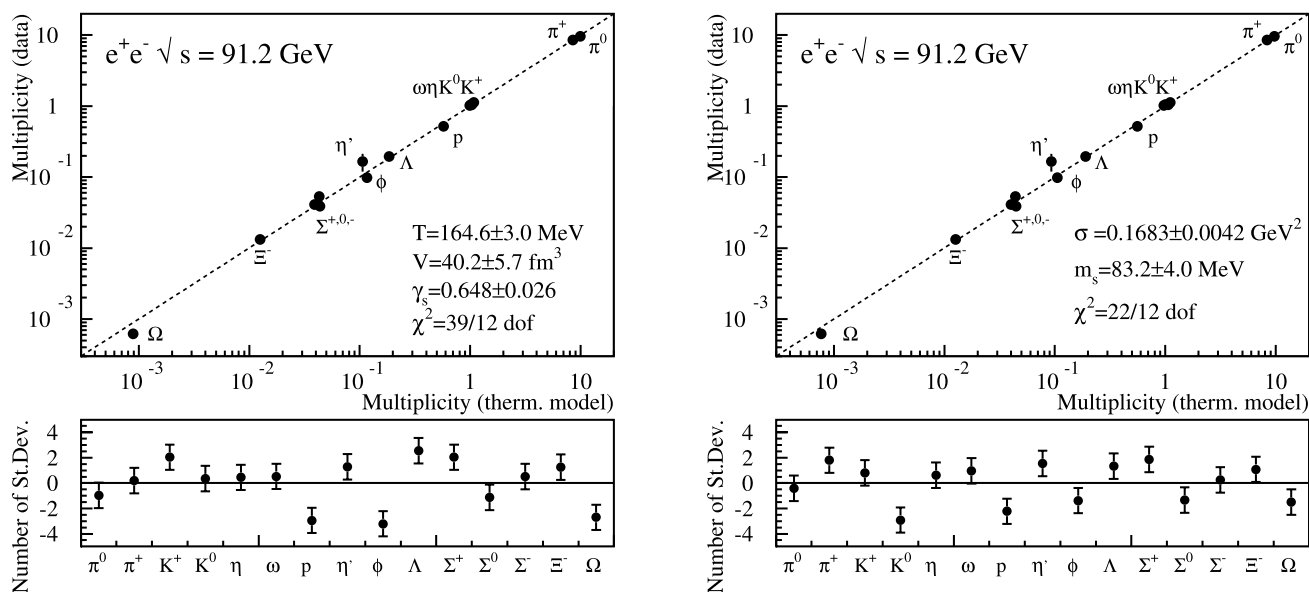 Multiplicity (data)
10
1
10⁻¹
10⁻²
10⁻³
e⁺e⁻ √ s = 91.2 GeV
π⁺
π⁰
ωηK⁰K⁺
p
η’
Λ
ϕ
Σ⁺,⁰,⁻
Ξ⁻
Ω
T=164.6±3.0 MeV
V=40.2±5.7 fm³
γₛ=0.648±0.026
χ²=39/12 dof
10⁻³ 10⁻² 10⁻¹ 1 10
Multiplicity (therm. model)
Number of St.Dev.
4
2
0
-2
-4
π⁰ π⁺ K⁺ K⁰ η ω p η’ ϕ Λ Σ⁺ Σ⁰ Σ⁻ Ξ⁻ Ω
Multiplicity (data)
10
1
10⁻¹
10⁻²
10⁻³
e⁺e⁻ √ s = 91.2 GeV
π⁺
π⁰
ωηK⁰K⁺
p
η’
Λ
ϕ
Σ⁺,⁰,⁻
Ξ⁻
Ω
σ =0.1683±0.0042 GeV²
mₛ=83.2±4.0 MeV
χ²=22/12 dof
10⁻³ 10⁻² 10⁻¹ 1 10
Multiplicity (therm. model)
Number of St.Dev.
4
2
0
-2
-4
π⁰ π⁺ K⁺ K⁰ η ω p η’ ϕ Λ Σ⁺ Σ⁰ Σ⁻ Ξ⁻ Ω